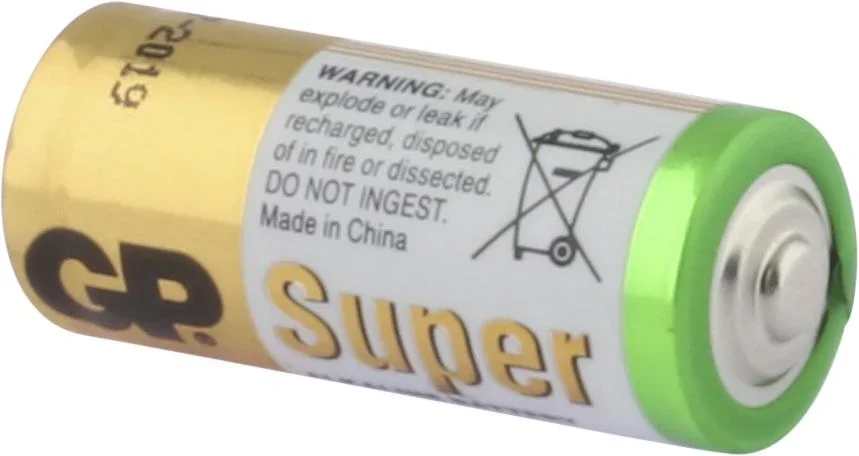 -2019
WARNING: May
explode or leak if
recharged, disposed
of in fire or dissected.
DO NOT INGEST.
Made in China
GP.
Super